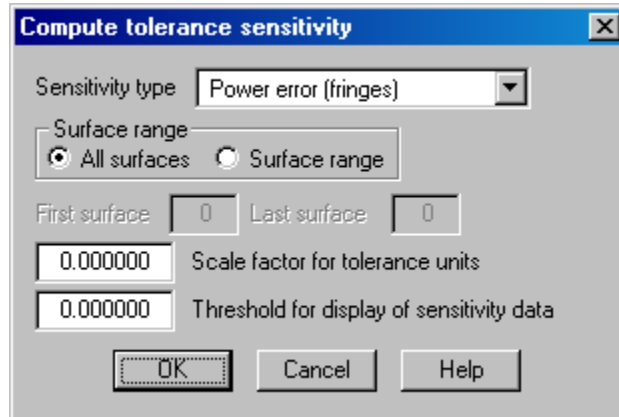 Compute tolerance sensitivity
Sensitivity type Power error (fringes)
Surface range
All surfaces Surface range
First surface 0 Last surface 0
0.000000 Scale factor for tolerance units
0.000000 Threshold for display of sensitivity data
OK Cancel Help